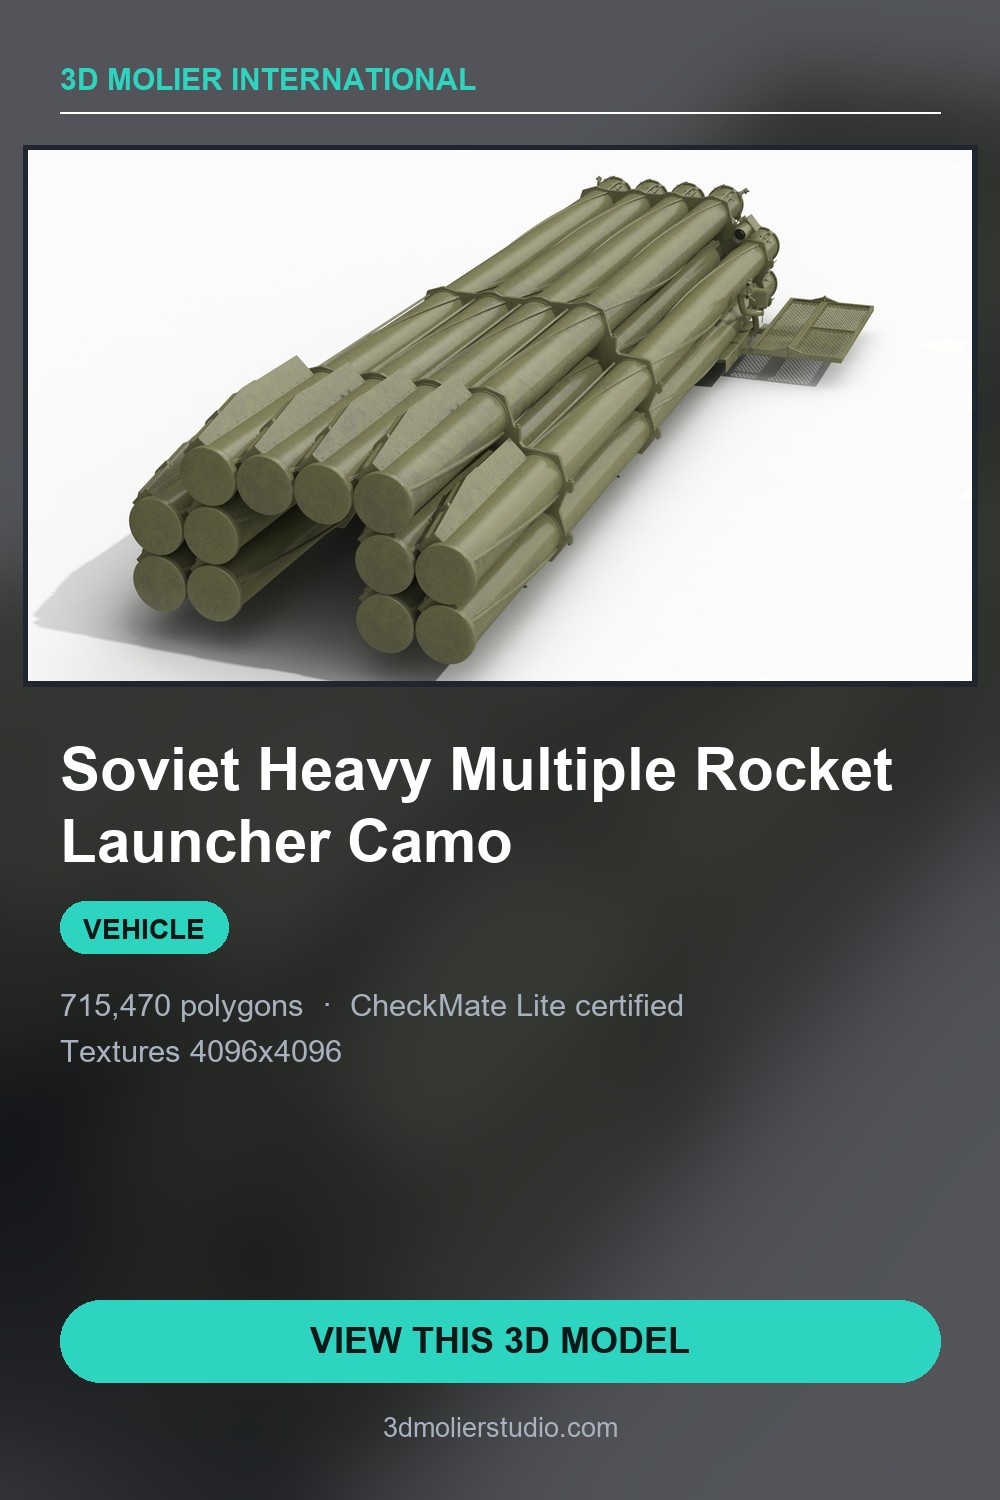 3D MOLIER INTERNATIONAL
Soviet Heavy Multiple Rocket
Launcher Camo
VEHICLE
715,470 polygons · CheckMate Lite certified
Textures 4096x4096
VIEW THIS 3D MODEL
3dmolierstudio.com